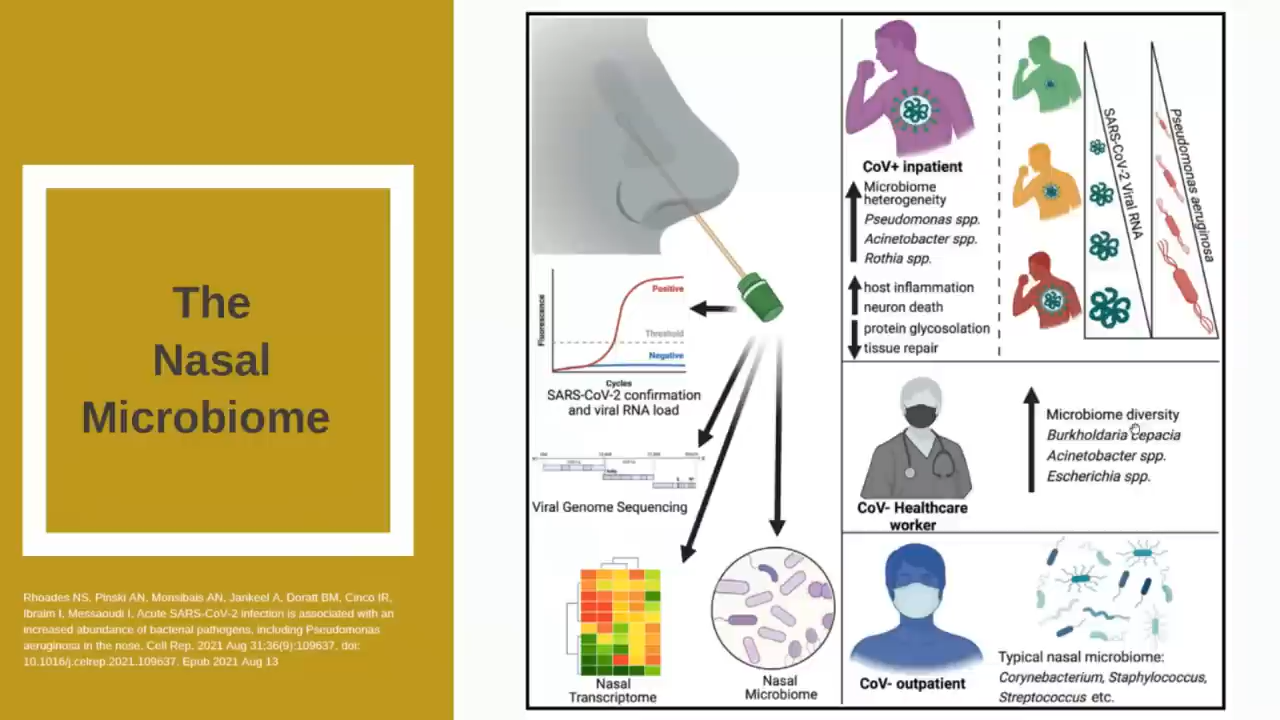 The
Nasal
Microbiome
Rhoades NS, Pinski AN, Monsibais AN, Jankeel A, Doratt BM, Cinco IR,
Ibraim I, Messaoudi I. Acute SARS-CoV-2 infection is associated with an
increased abundance of bacterial pathogens, including Pseudomonas
aeruginosa in the nose. Cell Rep. 2021 Aug 31;36(9):109637. doi:
10.1016/j.celrep.2021.109637. Epub 2021 Aug 13
Fluorescence
Positive
Threshold
Negative
Cycles
SARS-CoV-2 confirmation
and viral RNA load
Viral Genome Sequencing
Nasal
Transcriptome
Nasal
Microbiome
CoV+ inpatient
Microbiome
heterogeneity
Pseudomonas spp.
Acinetobacter spp.
Rothia spp.
host inflammation
neuron death
protein glycosolation
tissue repair
SARS-CoV-2 Viral RNA
Pseudomonas aeruginosa
CoV- Healthcare
worker
Microbiome diversity
Burkholdaria cepacia
Acinetobacter spp.
Escherichia spp.
CoV- outpatient
Typical nasal microbiome:
Corynebacterium, Staphylococcus,
Streptococcus etc.